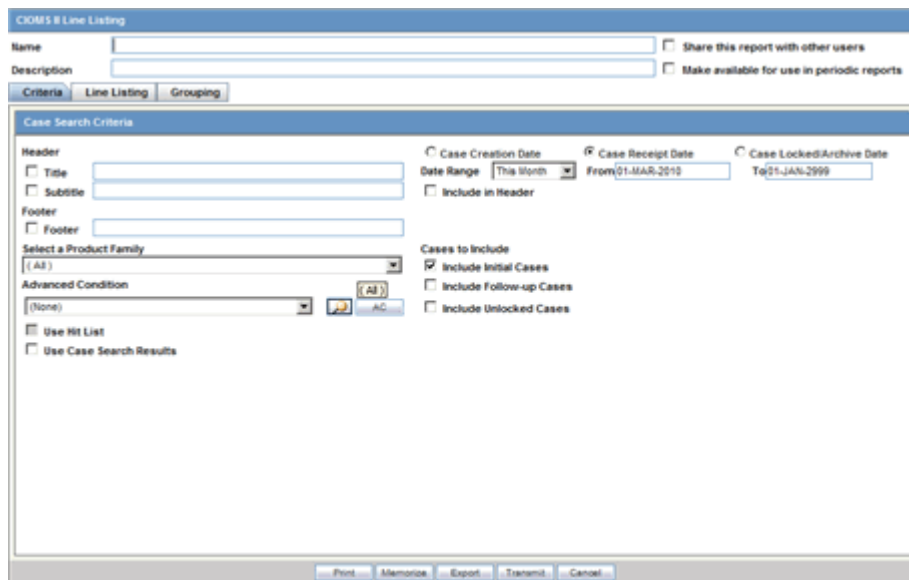 CIOMS II Line Listing
Name
Share this report with other users
Description
Make available for use in periodic reports
Criteria Line Listing Grouping
Case Search Criteria
Header
Case Creation Date Case Receipt Date Case Locked/Archive Date
Title
Date Range This Month From 01-MAR-2010 To 01-JAN-2999
Subtitle
Include in Header
Footer
Footer
Select a Product Family
Cases to Include
(All)
Include Initial Cases
Advanced Condition
(All)
Include Follow-up Cases
(None)
AC
Include Unlocked Cases
Use Hit List
Use Case Search Results
Print Memorize Export Transmit Cancel